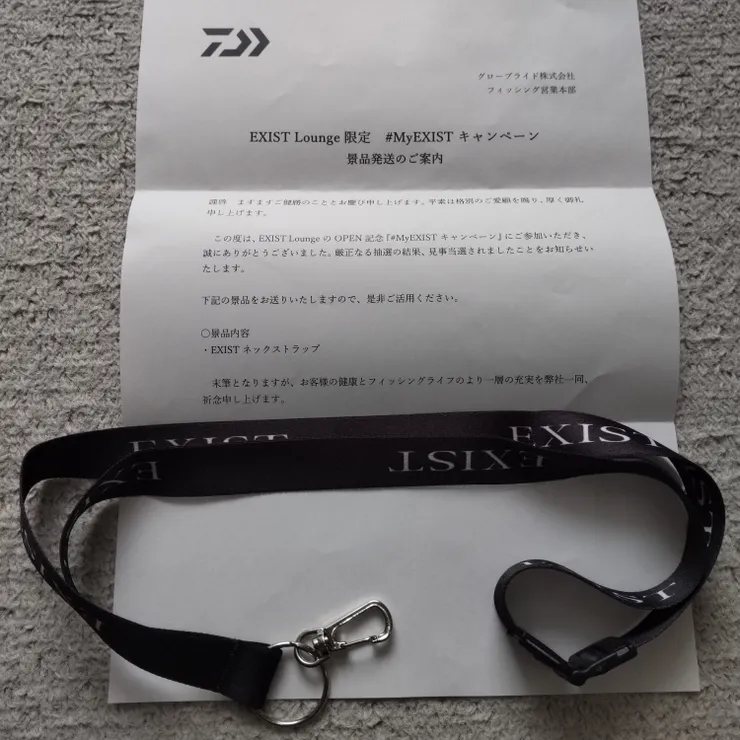 グローブライド株式会社
フィッシング営業本部
EXIST Lounge 限定　#MyEXIST キャンペーン
景品発送のご案内
謹啓　ますますご健勝のこととお慶び申し上げます。平素は格別のご愛顧を賜り、厚く御礼
申し上げます。
この度は、EXIST Lounge の OPEN 記念『#MyEXIST キャンペーン』にご参加いただき、
誠にありがとうございました。厳正なる抽選の結果、見事当選されましたことをお知らせい
たします。
下記の景品をお送りいたしますので、是非ご活用ください。
〇景品内容
・EXIST ネックストラップ
末筆となりますが、お客様の健康とフィッシングライフのより一層の充実を弊社一同、
祈念申し上げます。
EXIST
EXIST
EXIST